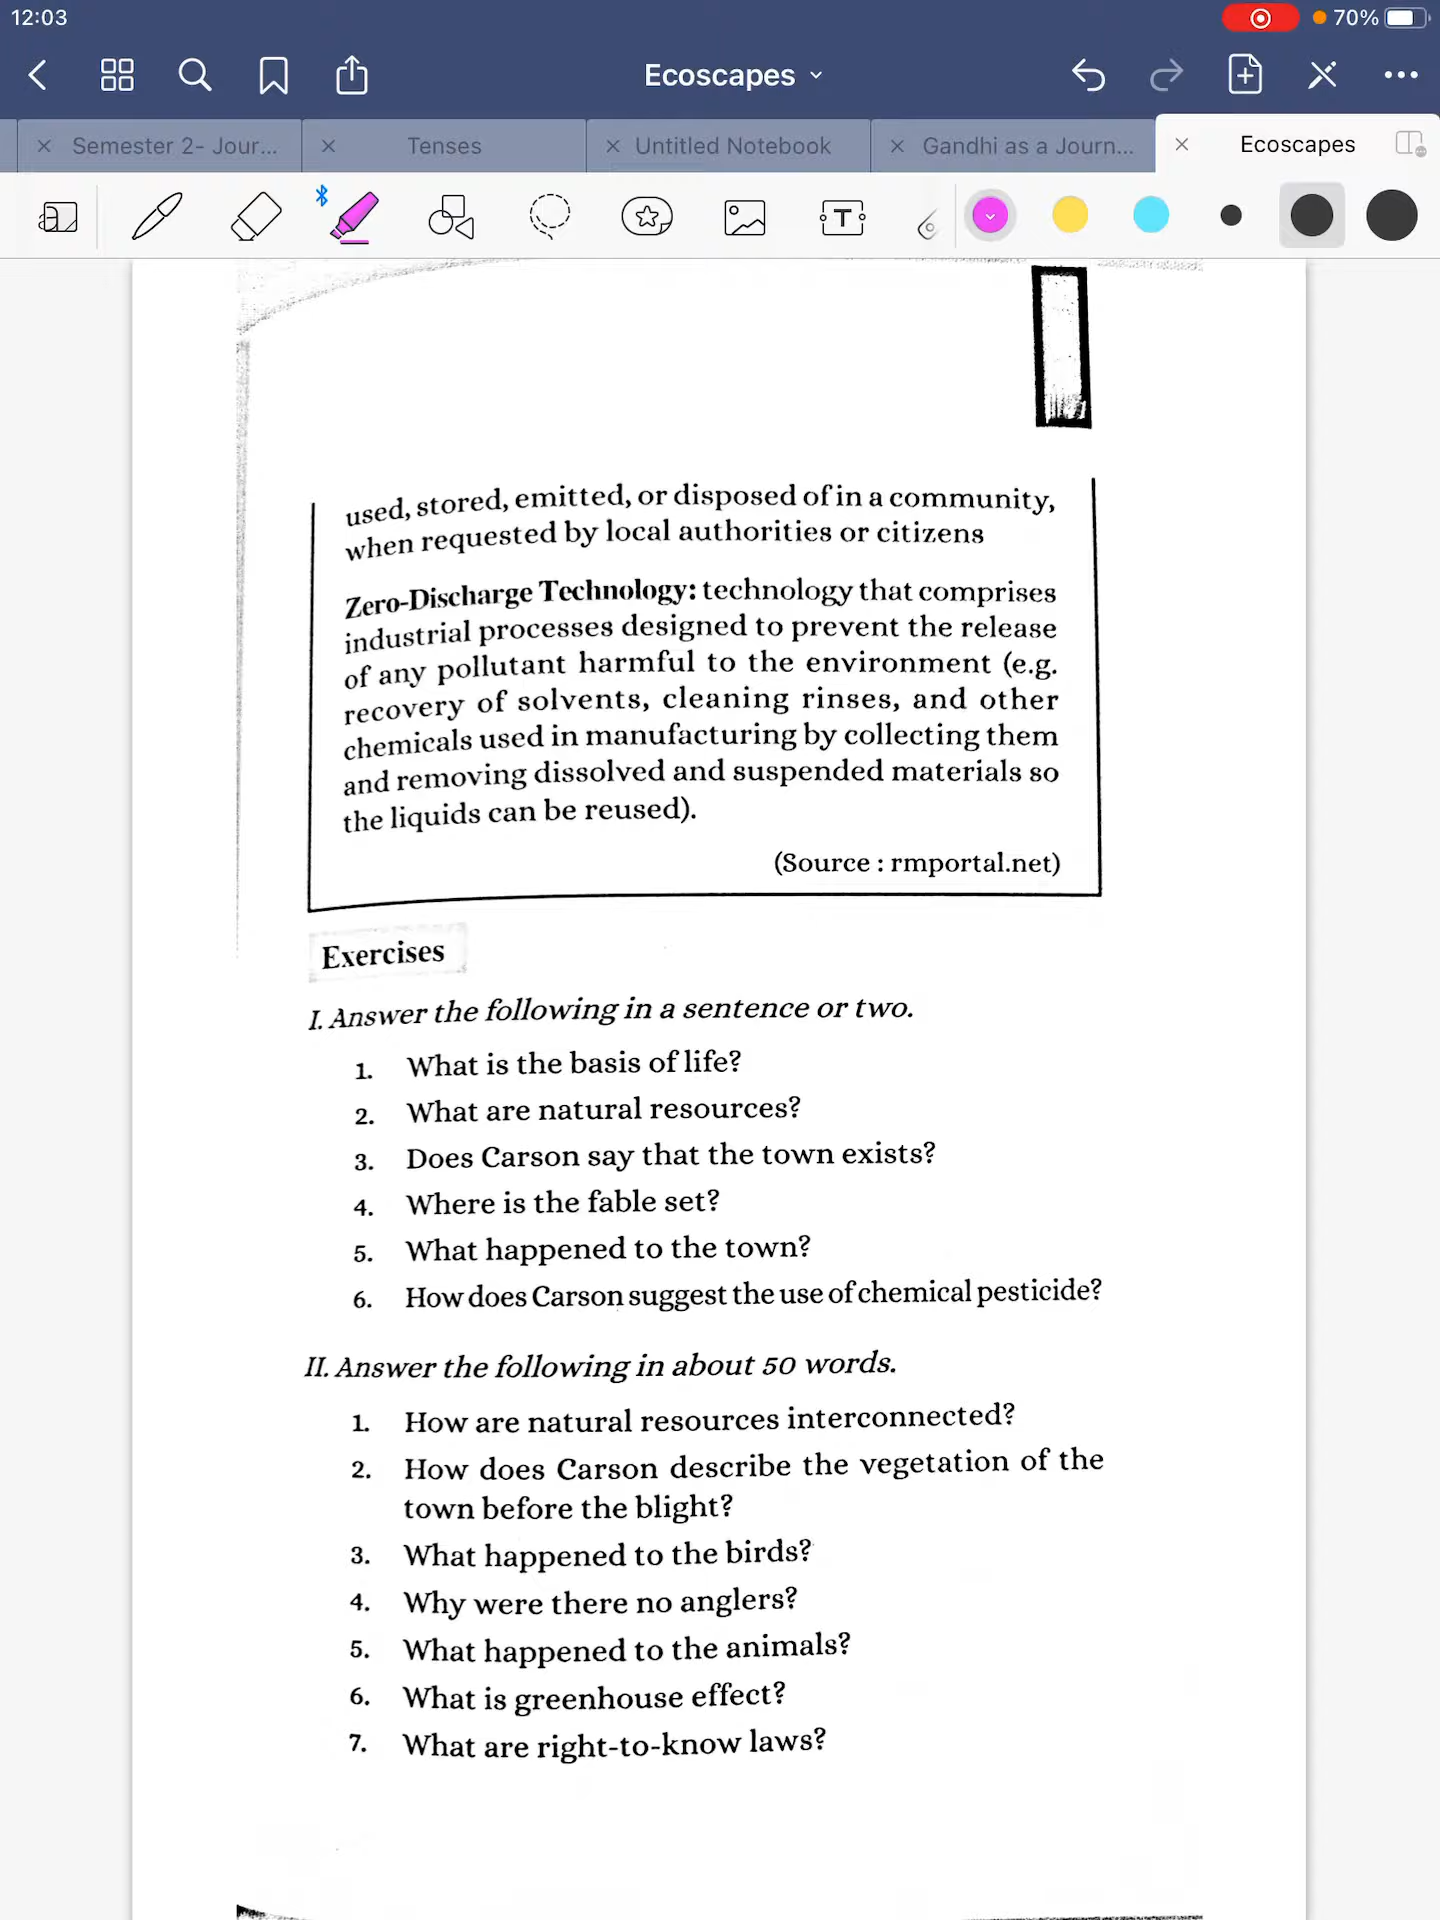 12:03
70%
Ecoscapes
Semester 2- Jour...
Tenses
Untitled Notebook
Gandhi as a Journ...
Ecoscapes
used, stored, emitted, or disposed of in a community,
when requested by local authorities or citizens
Zero-Discharge Technology: technology that comprises
industrial processes designed to prevent the release
of any pollutant harmful to the environment (e.g.
recovery of solvents, cleaning rinses, and other
chemicals used in manufacturing by collecting them
and removing dissolved and suspended materials so
the liquids can be reused).
(Source : rmportal.net)
Exercises
I. Answer the following in a sentence or two.
1. What is the basis of life?
2. What are natural resources?
3. Does Carson say that the town exists?
4. Where is the fable set?
5. What happened to the town?
6. How does Carson suggest the use of chemical pesticide?
II. Answer the following in about 50 words.
1. How are natural resources interconnected?
2. How does Carson describe the vegetation of the
town before the blight?
3. What happened to the birds?
4. Why were there no anglers?
5. What happened to the animals?
6. What is greenhouse effect?
7. What are right-to-know laws?